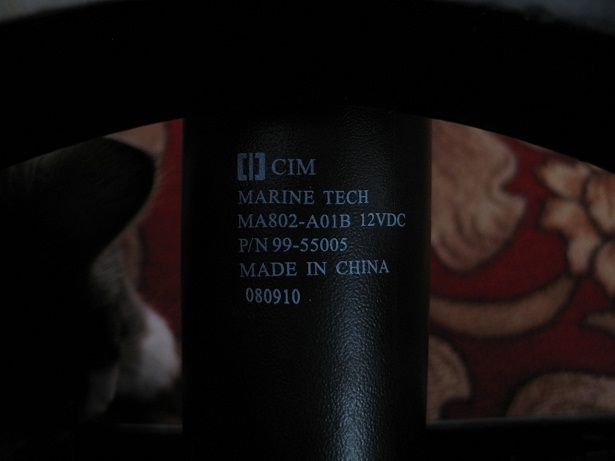 CIM
MARINE TECH
MA802-A01B 12VDC
P/N 99-55005
MADE IN CHINA
080910